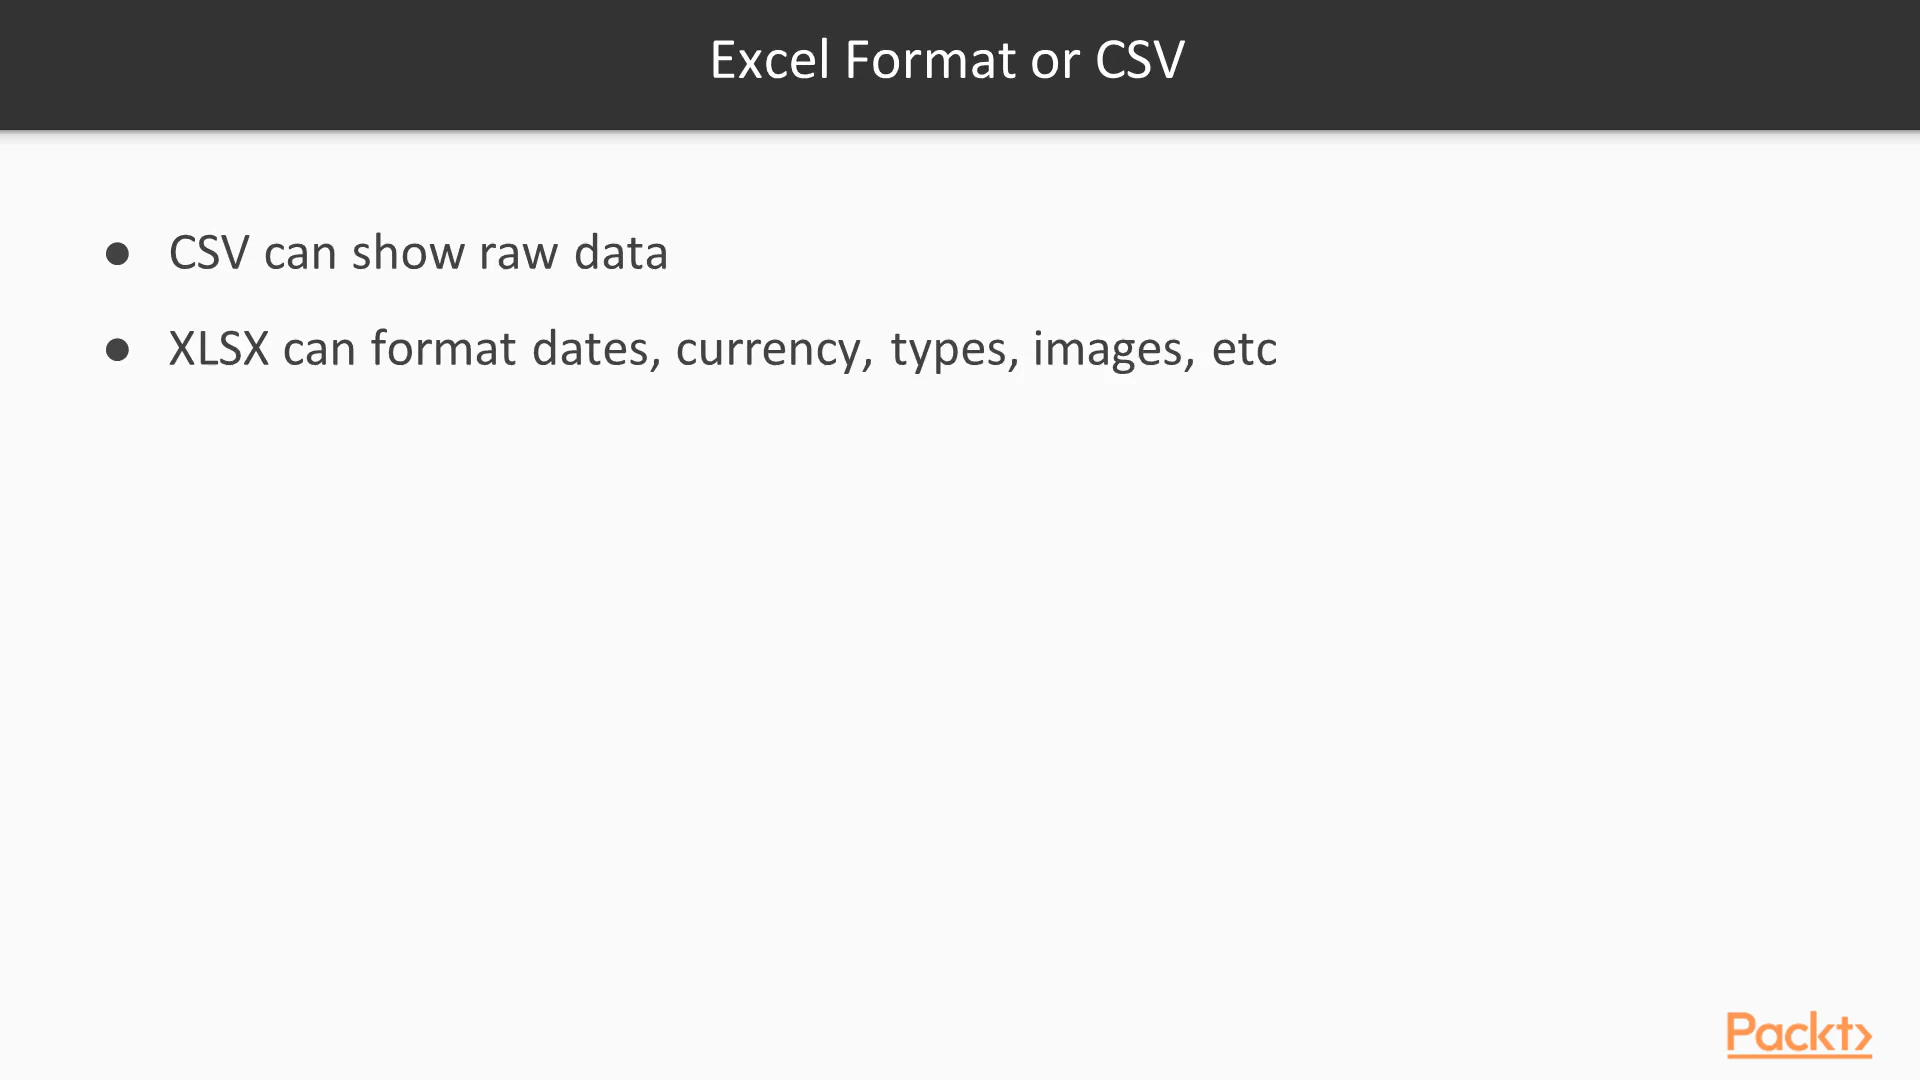 Excel Format or CSV
● CSV can show raw data
● XLSX can format dates, currency, types, images, etc
Packt>